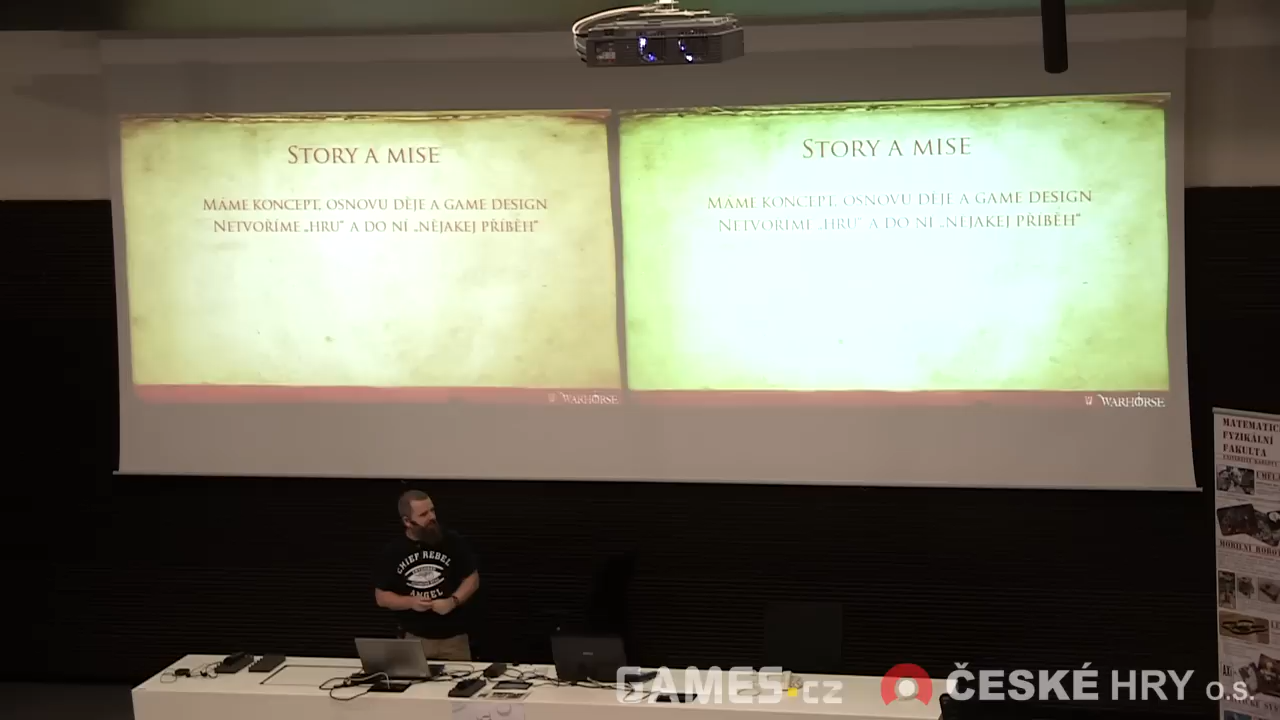 STORY A MISE
MÁME KONCEPT, OSNOVU DĚJE A GAME DESIGN
NETVOŘÍME „HRU“ A DO NÍ „NĚJAKEJ PŘÍBĚH“
WARHORSE
STORY A MISE
MÁME KONCEPT, OSNOVU DĚJE A GAME DESIGN
NETVOŘÍME „HRU“ A DO NÍ „NĚJAKEJ PŘÍBĚH“
WARHORSE
MATEMATIC
FYZIKÁLNÍ
FAKULTA
MOBILNÍ ROBO
CHIEF REBEL
ANGEL
GAMES.CZ
ČESKÉ HRY O.S.